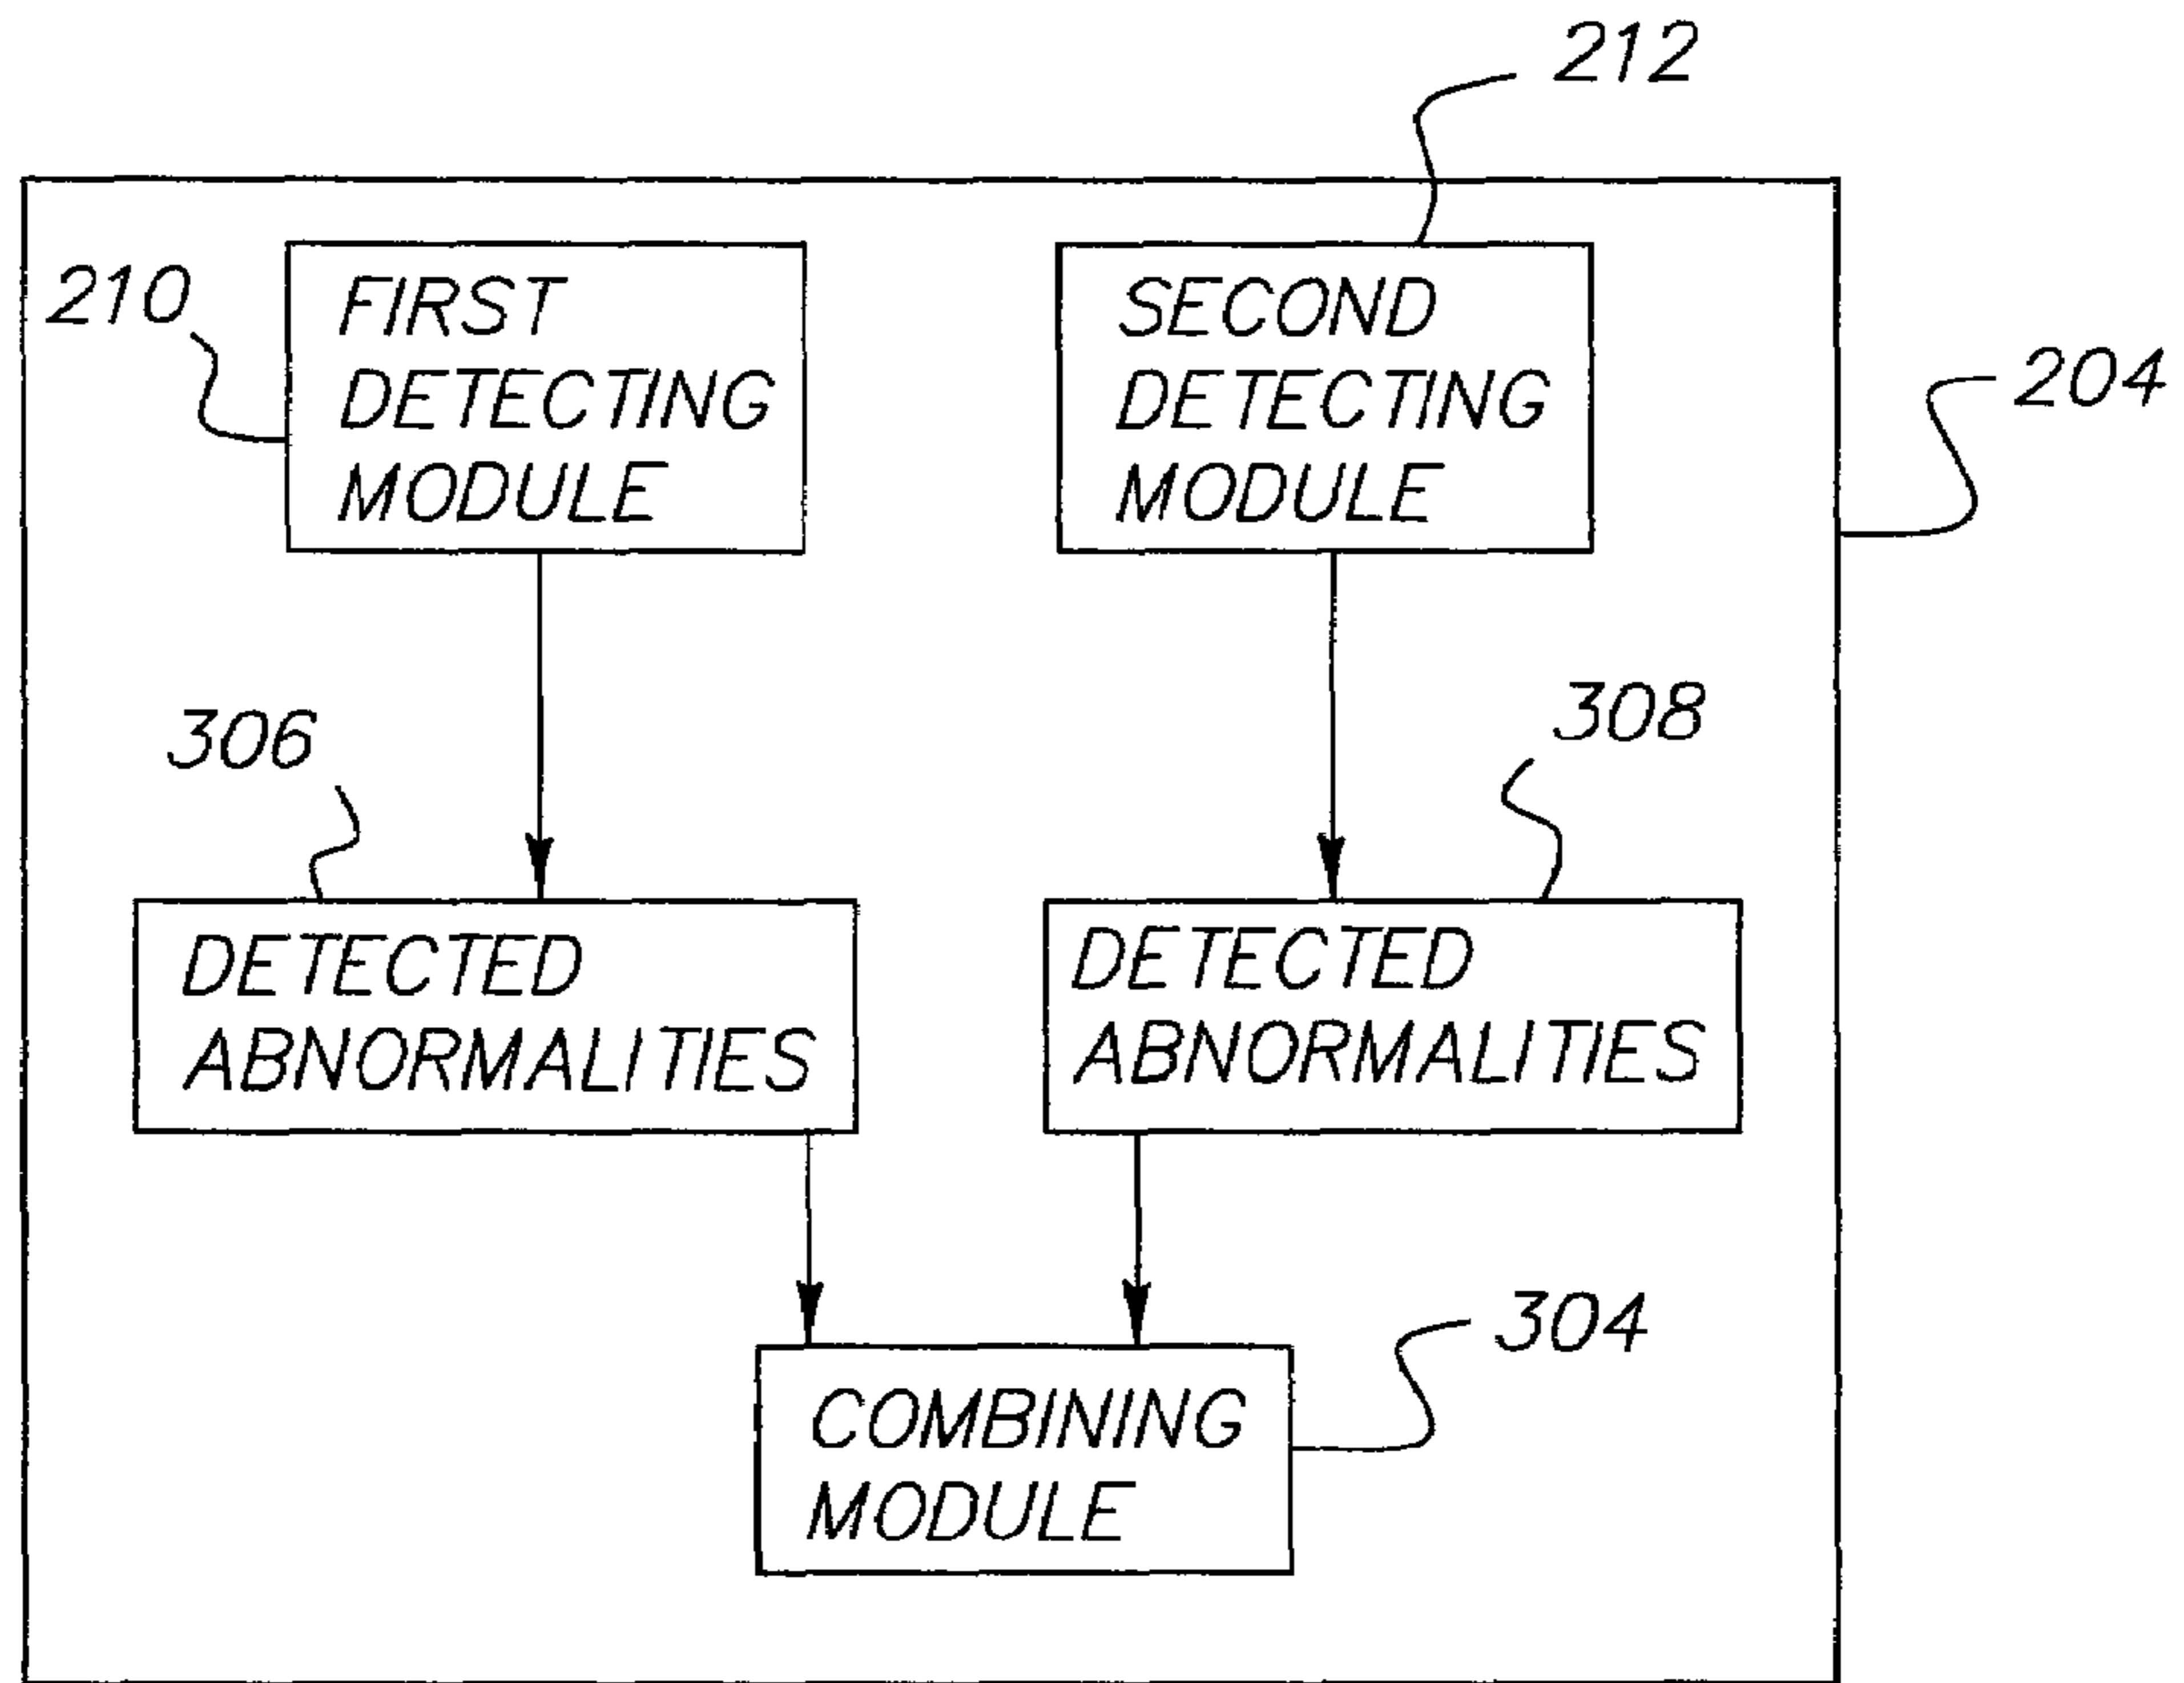 212
210
FIRST
DETECTING
MODULE
SECOND
DETECTING
MODULE
204
306
308
DETECTED
ABNORMALITIES
DETECTED
ABNORMALITIES
304
COMBINING
MODULE